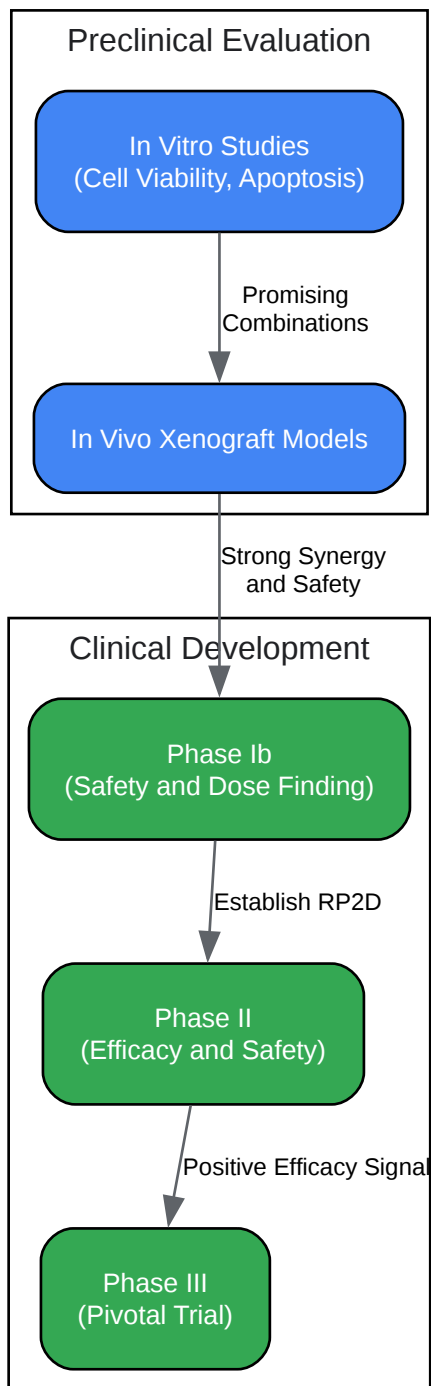 Preclinical Evaluation
In Vitro Studies
(Cell Viability, Apoptosis)
Promising
Combinations
In Vivo Xenograft Models
Strong Synergy
and Safety
Clinical Development
Phase Ib
(Safety and Dose Finding)
Establish RP2D
Phase II
(Efficacy and Safety)
Positive Efficacy Signal
Phase III
(Pivotal Trial)